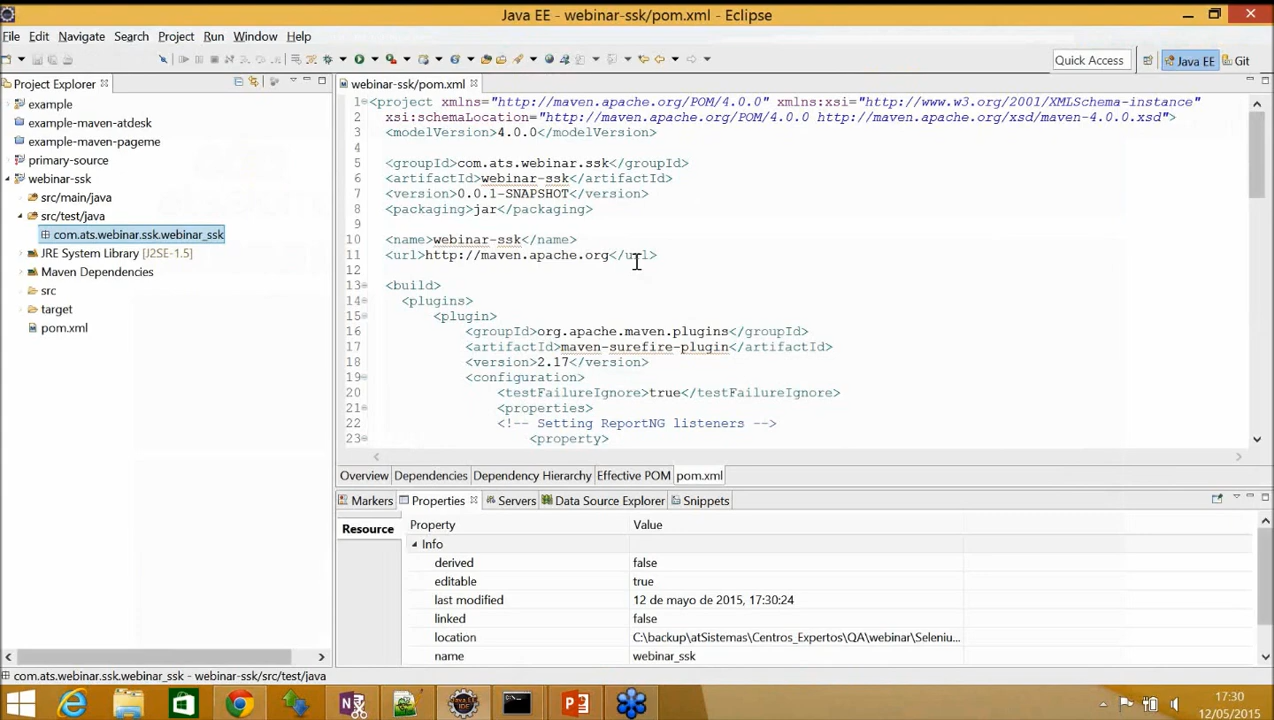 Java EE - webinar-ssk/pom.xml - Eclipse
File Edit Navigate Search Project Run Window Help
Quick Access Java EE Git
Project Explorer
example
example-maven-atdesk
example-maven-pageme
primary-source
webinar-ssk
src/main/java
src/test/java
com.ats.webinar.ssk.webinar_ssk
JRE System Library [J2SE-1.5]
Maven Dependencies
src
target
pom.xml
webinar-ssk/pom.xml
1 <project xmlns="http://maven.apache.org/POM/4.0.0" xmlns:xsi="http://www.w3.org/2001/XMLSchema-instance"
2 xsi:schemaLocation="http://maven.apache.org/POM/4.0.0 http://maven.apache.org/xsd/maven-4.0.0.xsd">
3 <modelVersion>4.0.0</modelVersion>
4
5 <groupId>com.ats.webinar.ssk</groupId>
6 <artifactId>webinar-ssk</artifactId>
7 <version>0.0.1-SNAPSHOT</version>
8 <packaging>jar</packaging>
9
10 <name>webinar-ssk</name>
11 <url>http://maven.apache.org</url>
12
13 <build>
14 <plugins>
15 <plugin>
16 <groupId>org.apache.maven.plugins</groupId>
17 <artifactId>maven-surefire-plugin</artifactId>
18 <version>2.17</version>
19 <configuration>
20 <testFailureIgnore>true</testFailureIgnore>
21 <properties>
22 <!-- Setting ReportNG listeners -->
23 <property>
Overview Dependencies Dependency Hierarchy Effective POM pom.xml
Markers Properties Servers Data Source Explorer Snippets
Resource
Property Value
Info
derived false
editable true
last modified 12 de mayo de 2015, 17:30:24
linked false
location C:\backup\atSistemas\Centros_Expertos\QA\webinar\Seleniu...
name webinar_ssk
com.ats.webinar.ssk.webinar_ssk - webinar-ssk/src/test/java
17:30
12/05/2015